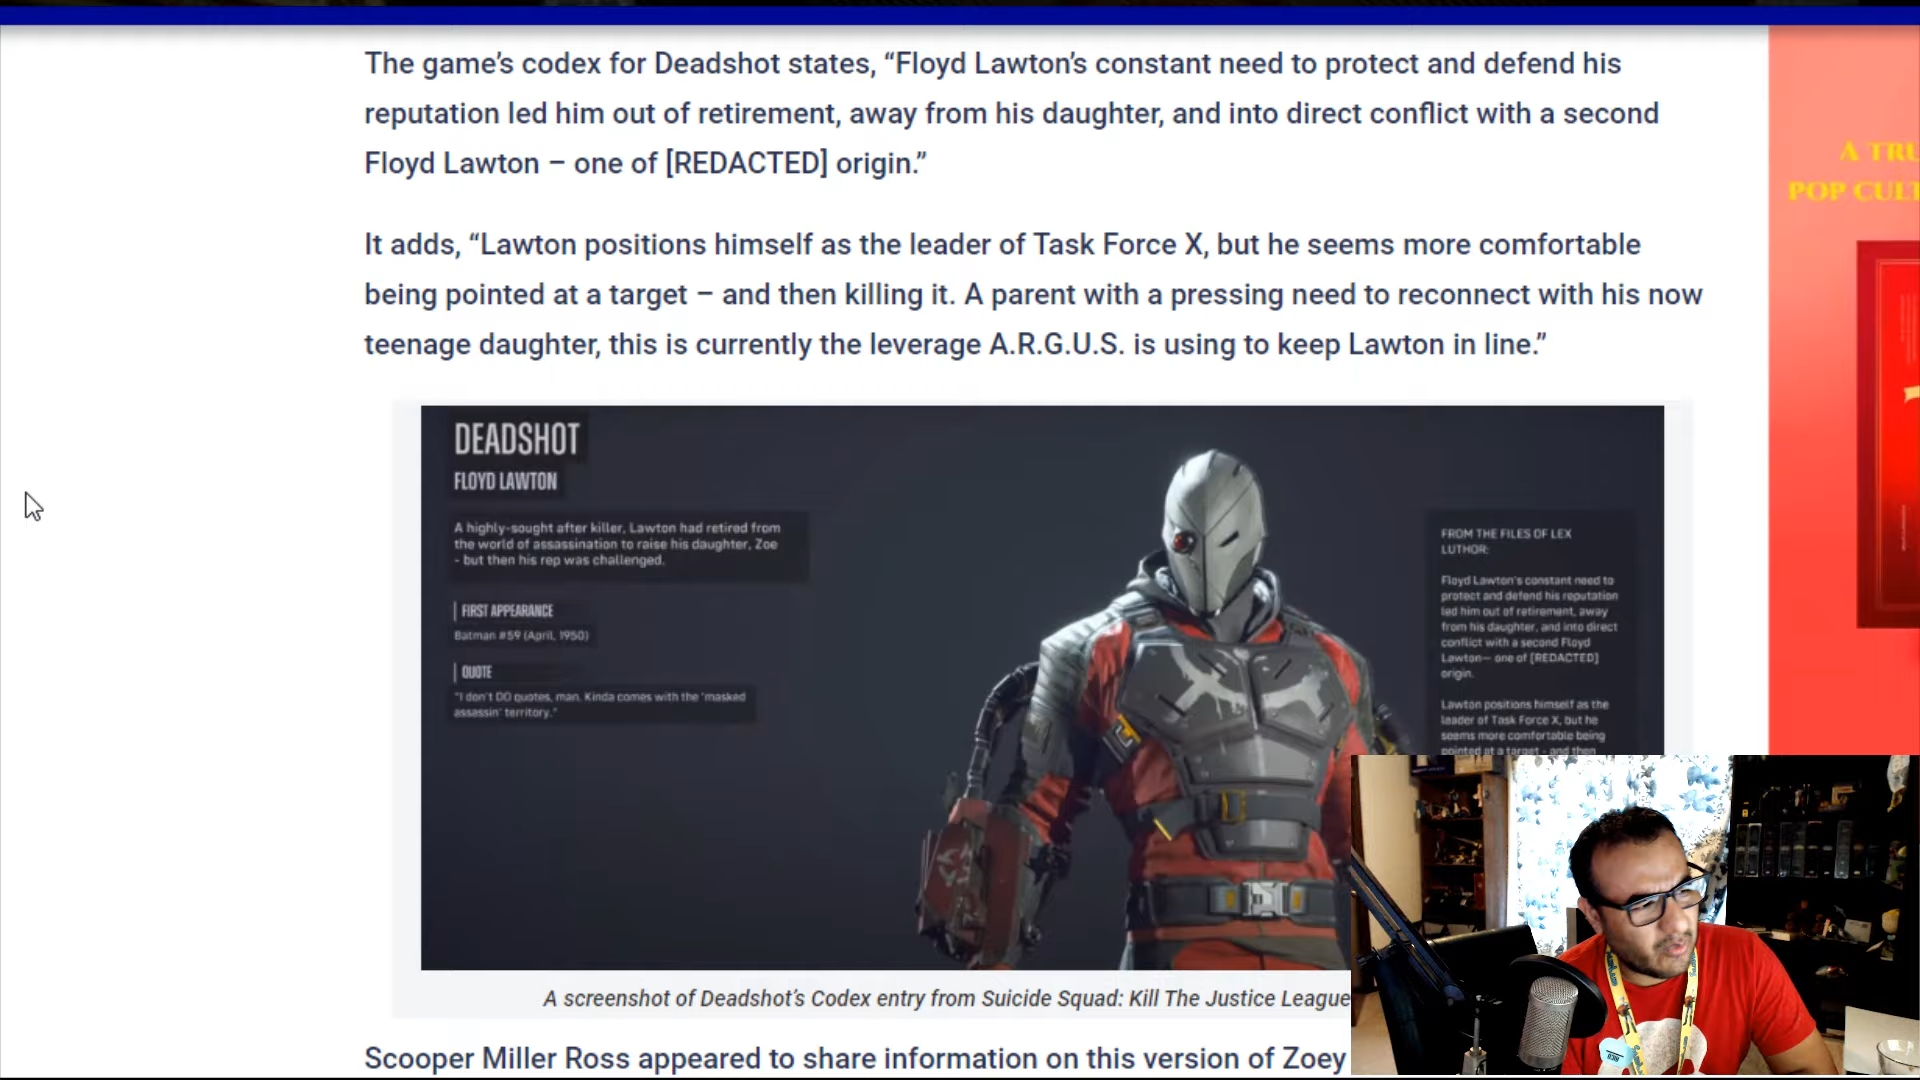 The game’s codex for Deadshot states, “Floyd Lawton’s constant need to protect and defend his
reputation led him out of retirement, away from his daughter, and into direct conflict with a second
Floyd Lawton – one of [REDACTED] origin.”
It adds, “Lawton positions himself as the leader of Task Force X, but he seems more comfortable
being pointed at a target – and then killing it. A parent with a pressing need to reconnect with his now
teenage daughter, this is currently the leverage A.R.G.U.S. is using to keep Lawton in line.”
DEADSHOT
FLOYD LAWTON
A highly-sought after killer, Lawton had retired from
the world of assassination to raise his daughter, Zoe
- but then his rep was challenged.
FIRST APPEARANCE
Batman #59 (April, 1950)
QUOTE
"I don't DO quotes, man. Kinda comes with the 'masked
assassin' territory."
FROM THE FILES OF LEX
LUTHOR:
Floyd Lawton's constant need to
protect and defend his reputation
led him out of retirement, away
from his daughter, and into direct
conflict with a second Floyd
Lawton— one of [REDACTED]
origin.
Lawton positions himself as the
leader of Task Force X, but he
seems more comfortable being
pointed at a target - and then
A screenshot of Deadshot’s Codex entry from Suicide Squad: Kill The Justice League
Scooper Miller Ross appeared to share information on this version of Zoey
A TRU
POP CULT